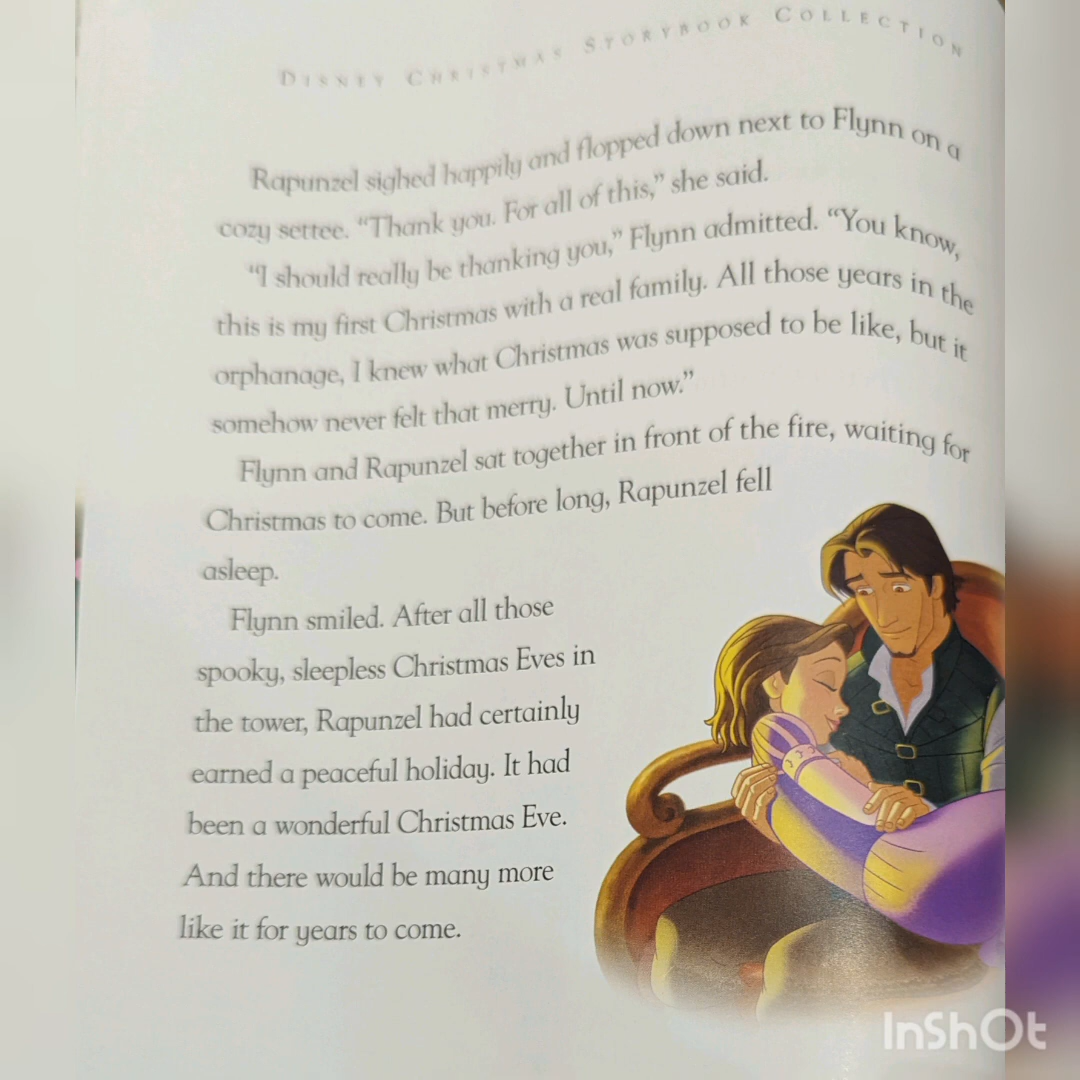 DISNEY CHRISTMAS STORYBOOK COLLECTION
Rapunzel sighed happily and flopped down next to Flynn on a
cozy settee. “Thank you. For all of this,” she said.
“I should really be thanking you,” Flynn admitted. “You know,
this is my first Christmas with a real family. All those years in the
orphanage, I knew what Christmas was supposed to be like, but it
somehow never felt that merry. Until now.”
Flynn and Rapunzel sat together in front of the fire, waiting for
Christmas to come. But before long, Rapunzel fell
asleep.
Flynn smiled. After all those
spooky, sleepless Christmas Eves in
the tower, Rapunzel had certainly
earned a peaceful holiday. It had
been a wonderful Christmas Eve.
And there would be many more
like it for years to come.
InShOt